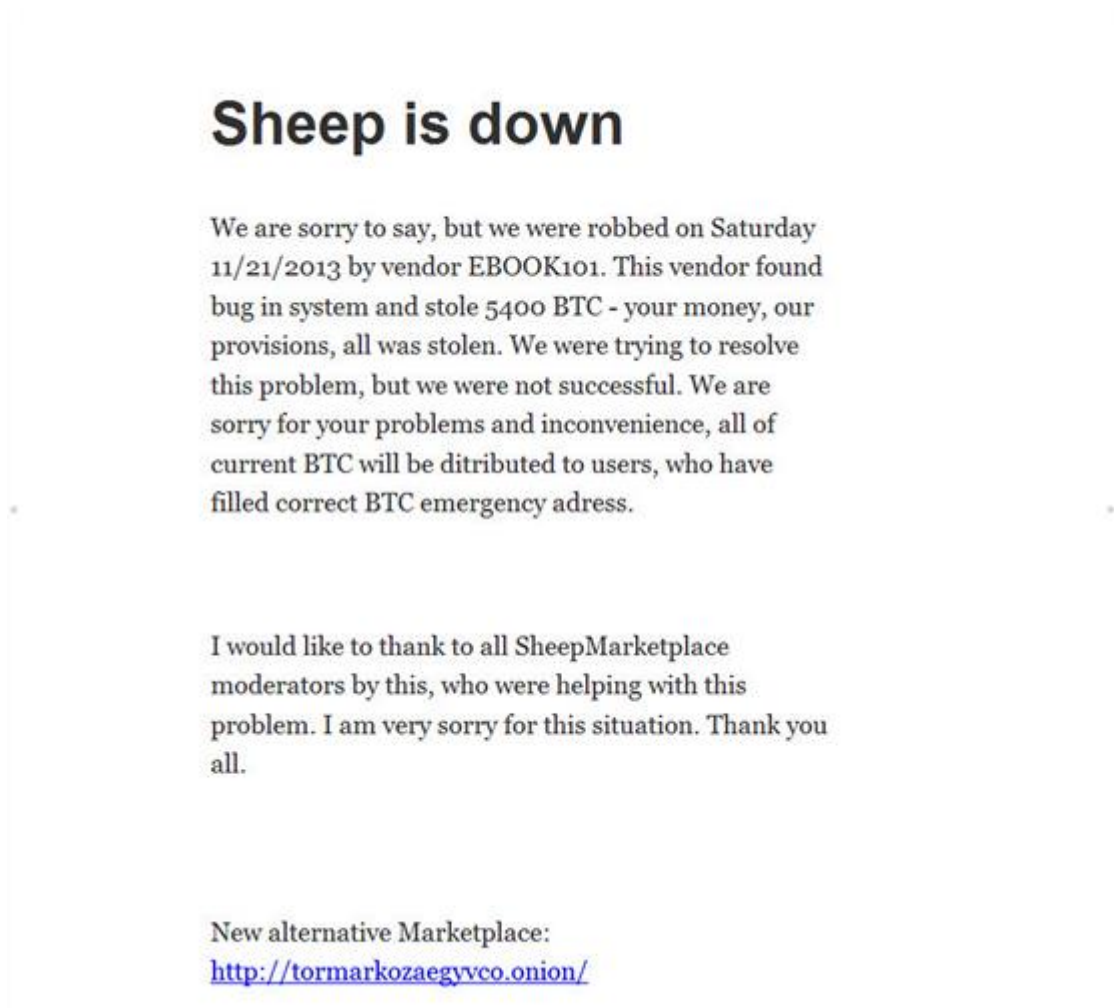 Sheep is down
We are sorry to say, but we were robbed on Saturday
11/21/2013 by vendor EBOOK101. This vendor found
bug in system and stole 5400 BTC - your money, our
provisions, all was stolen. We were trying to resolve
this problem, but we were not successful. We are
sorry for your problems and inconvenience, all of
current BTC will be ditributed to users, who have
filled correct BTC emergency adress.
I would like to thank to all SheepMarketplace
moderators by this, who were helping with this
problem. I am very sorry for this situation. Thank you
all.
New alternative Marketplace:
http://tormarkozaegyvco.onion/